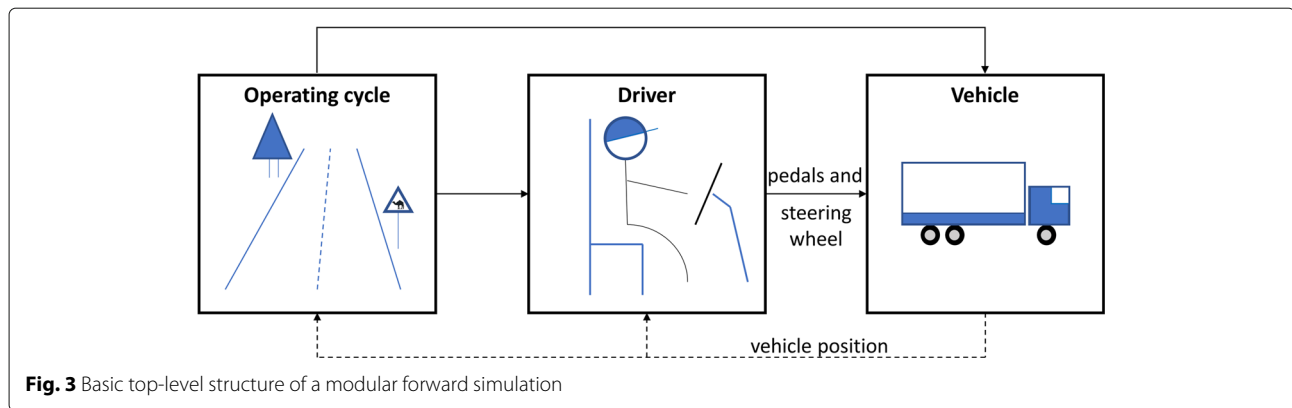 Operating cycle
Driver
Vehicle
pedals and
steering
wheel
vehicle position
Fig. 3 Basic top-level structure of a modular forward simulation